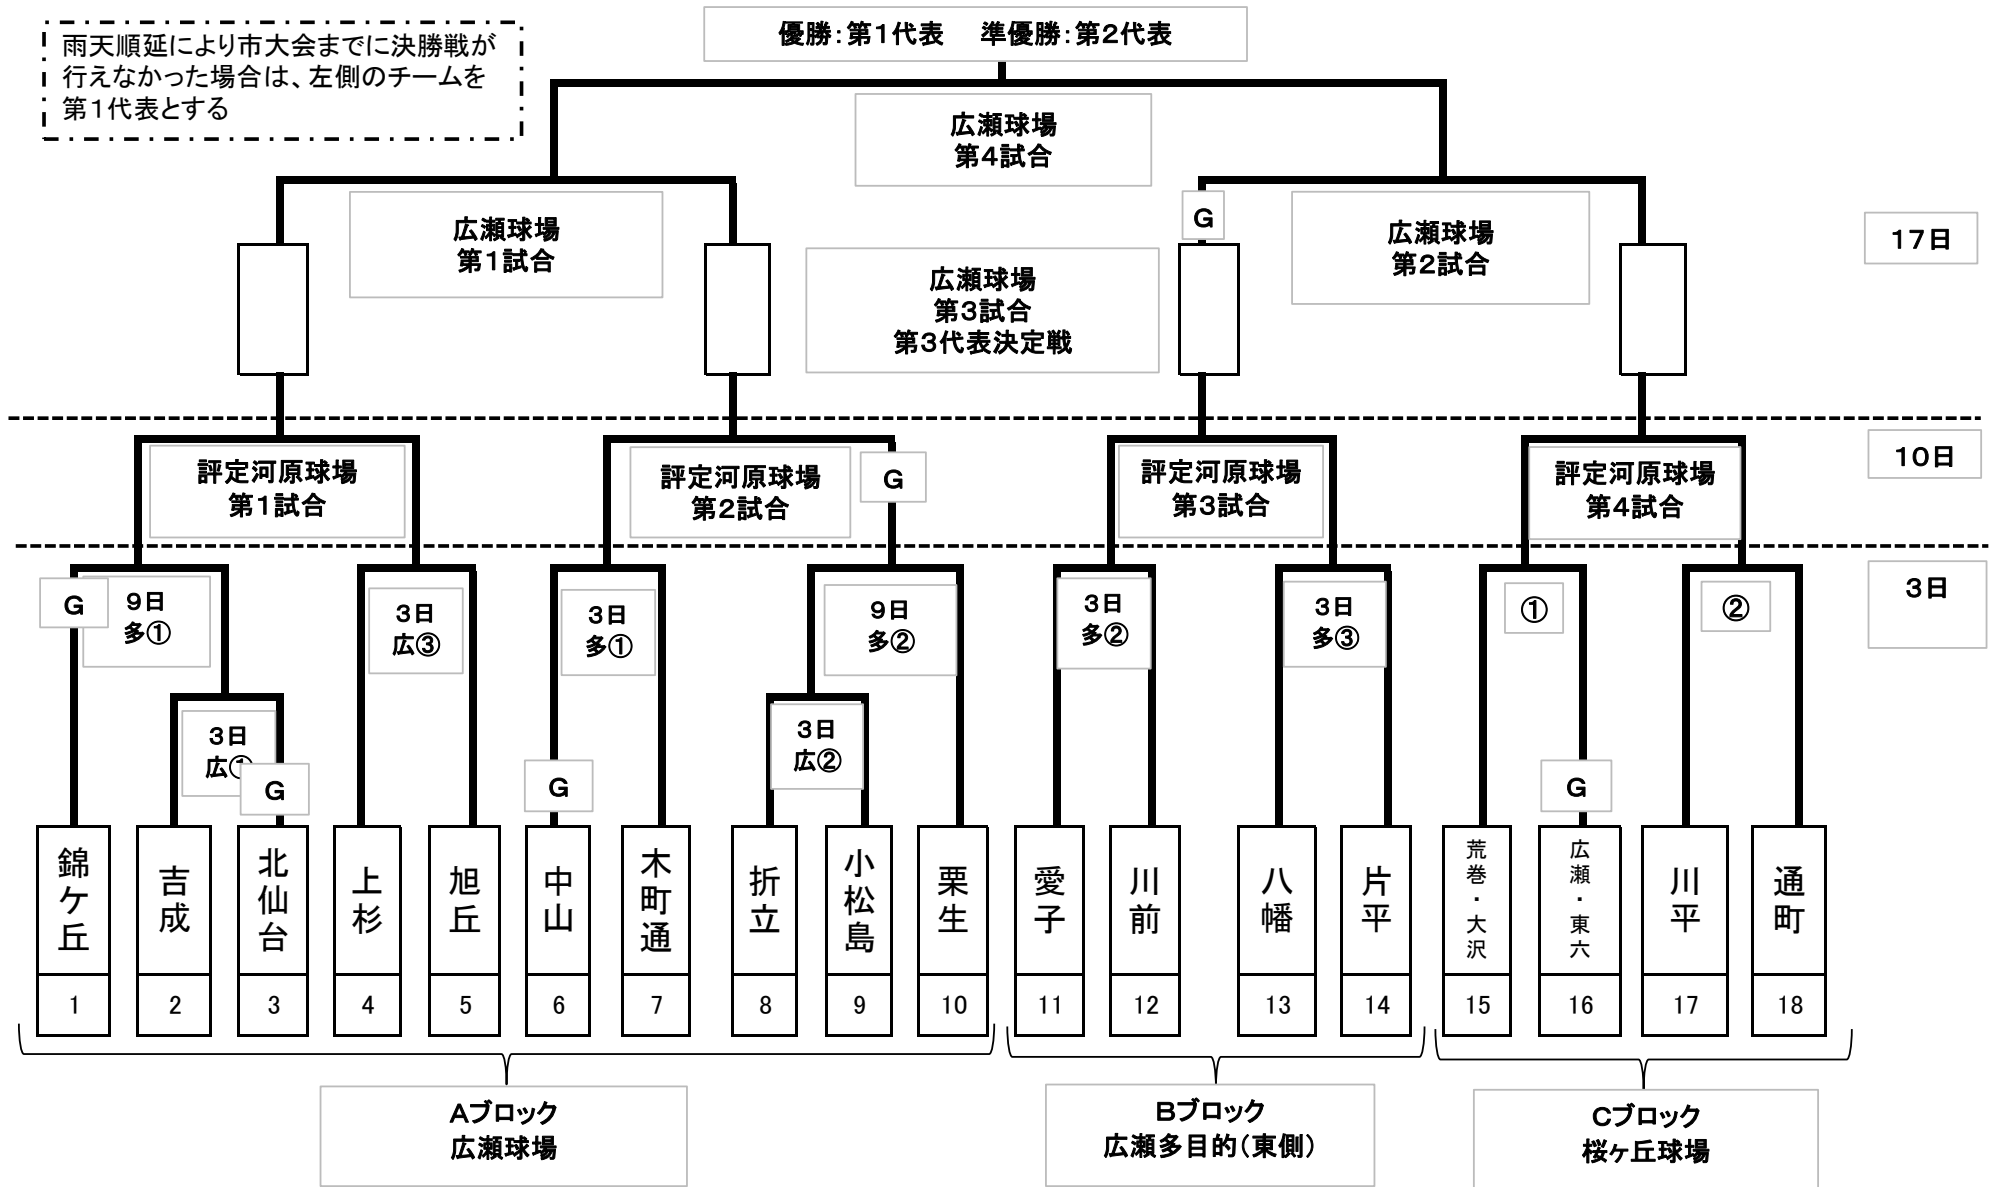 優勝：第１代表　準優勝：第２代表
雨天順延により市大会までに決勝戦が
行えなかった場合は、左側のチームを
第１代表とする
広瀬球場
第４試合
広瀬球場
第１試合
G
広瀬球場
第２試合
17日
広瀬球場
第３試合
第３代表決定戦
評定河原球場
第１試合
評定河原球場
第２試合
G
評定河原球場
第３試合
評定河原球場
第４試合
10日
G
9日
多①
3日
広③
3日
多①
9日
多②
3日
多②
3日
多③
①
②
3日
3日
広①
G
G
3日
広②
G
錦ケ丘
吉成
北仙台
上杉
旭丘
中山
木町通
折立
小松島
栗生
愛子
川前
八幡
片平
荒巻・大沢
広瀬・東六
川平
通町
1
2
3
4
5
6
7
8
9
10
11
12
13
14
15
16
17
18
Aブロック
広瀬球場
Bブロック
広瀬多目的（東側）
Cブロック
桜ヶ丘球場